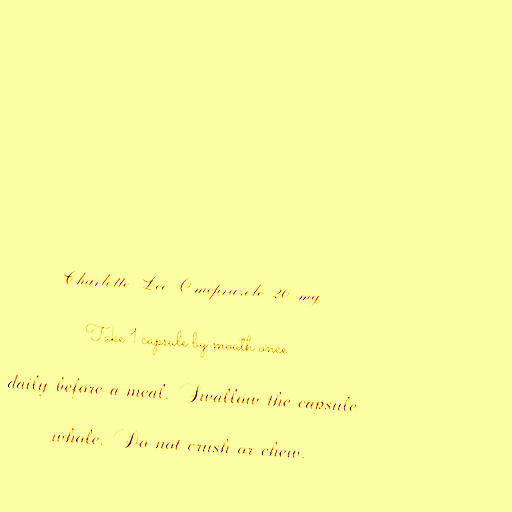 Charlotte Lee Omeprazole 20 mg
Take 1 capsule by mouth once
daily before a meal. Swallow the capsule
whole. Do not crush or chew.